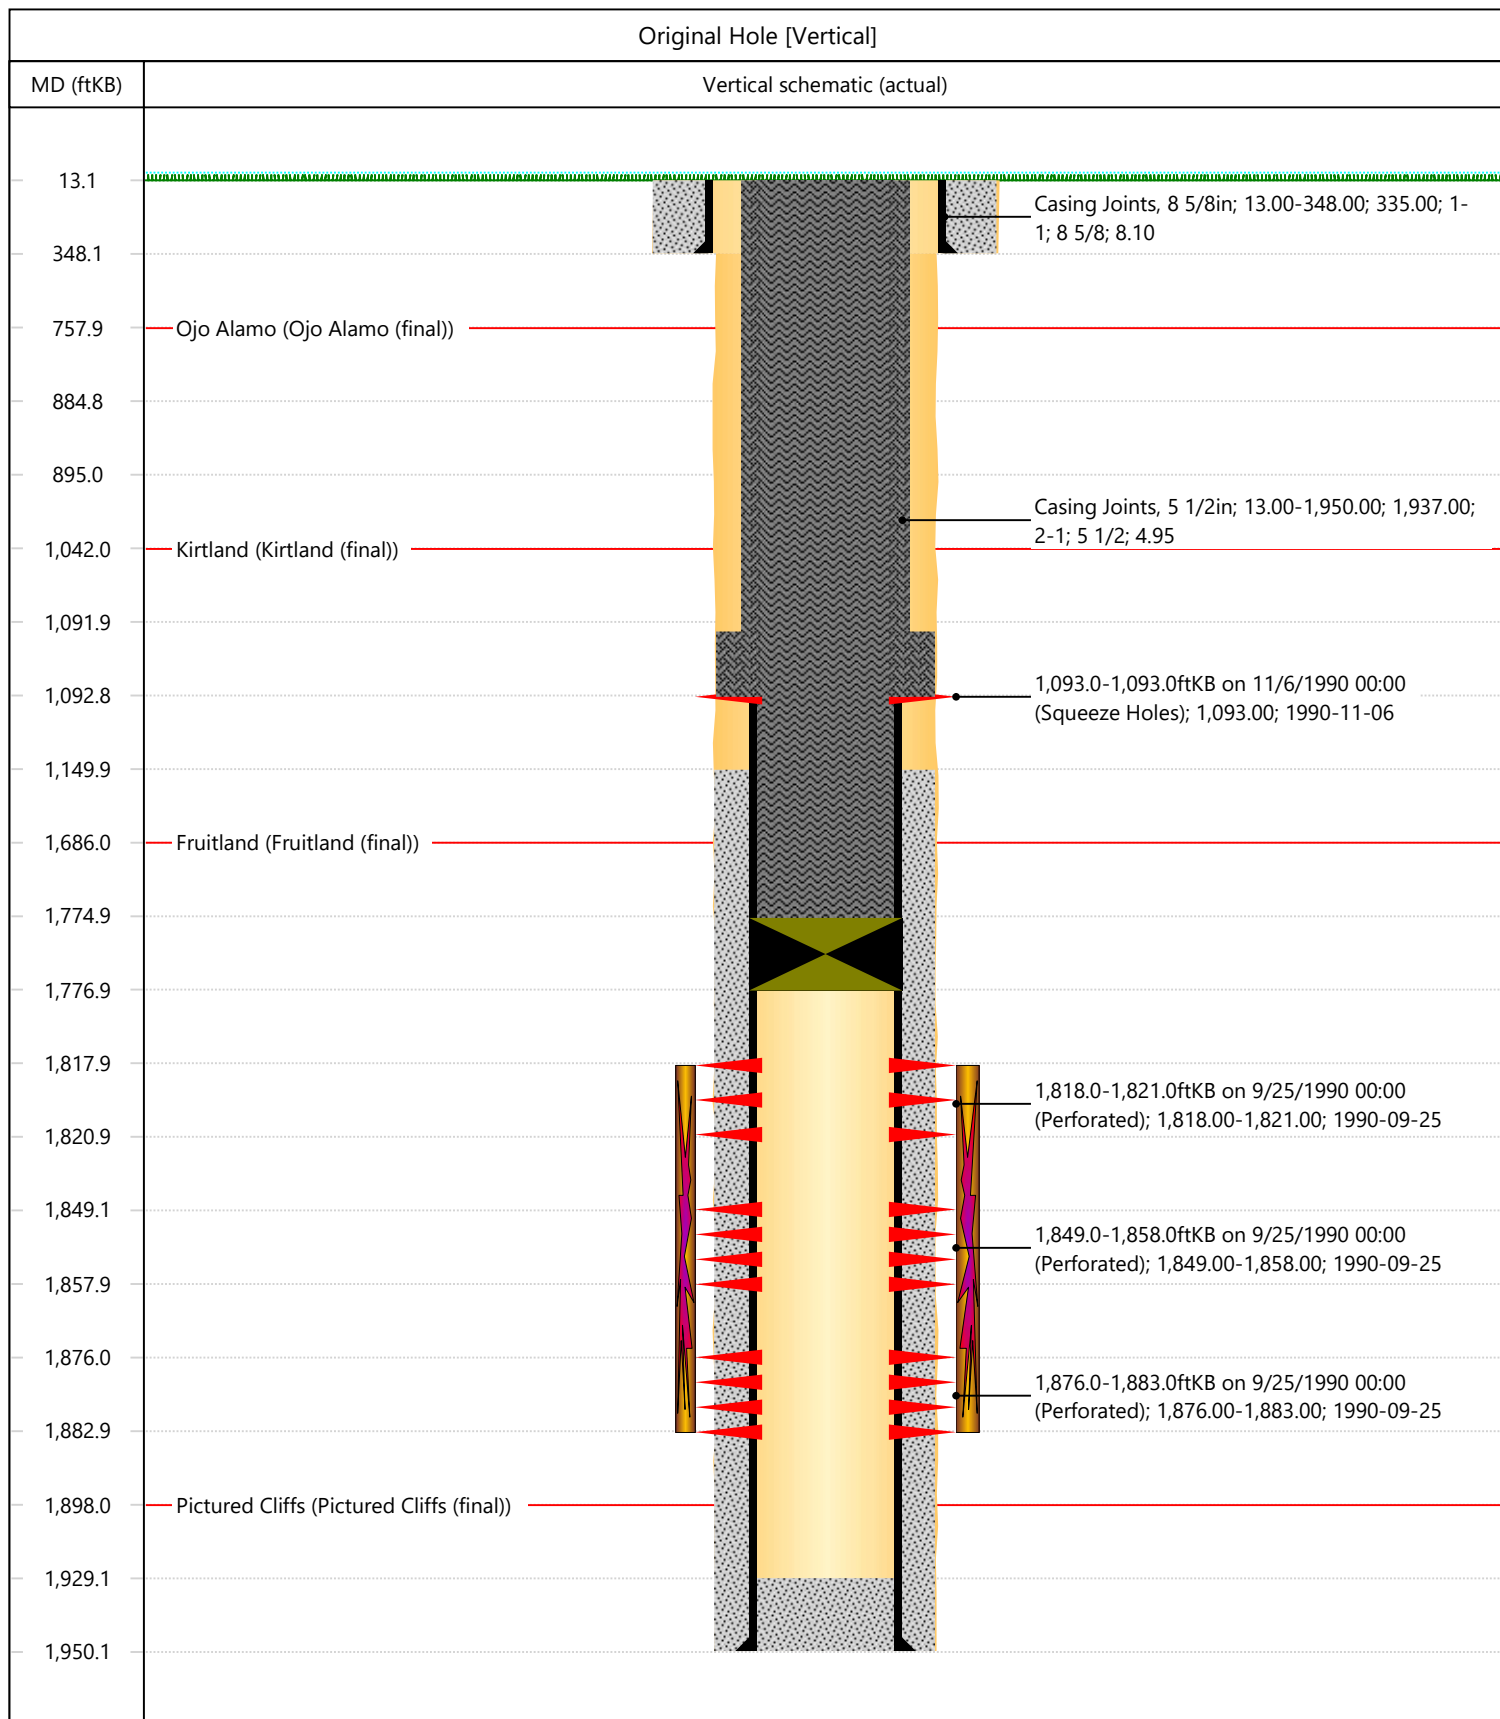 Original Hole [Vertical]
MD (ftKB)
Vertical schematic (actual)
13.1
Casing Joints, 8 5/8in; 13.00-348.00; 335.00; 1-
1; 8 5/8; 8.10
348.1
757.9
Ojo Alamo (Ojo Alamo (final))
884.8
895.0
Casing Joints, 5 1/2in; 13.00-1,950.00; 1,937.00;
2-1; 5 1/2; 4.95
1,042.0
Kirtland (Kirtland (final))
1,091.9
1,092.8
1,093.0-1,093.0ftKB on 11/6/1990 00:00
(Squeeze Holes); 1,093.00; 1990-11-06
1,149.9
1,686.0
Fruitland (Fruitland (final))
1,774.9
1,776.9
1,817.9
1,818.0-1,821.0ftKB on 9/25/1990 00:00
(Perforated); 1,818.00-1,821.00; 1990-09-25
1,820.9
1,849.1
1,849.0-1,858.0ftKB on 9/25/1990 00:00
(Perforated); 1,849.00-1,858.00; 1990-09-25
1,857.9
1,876.0
1,876.0-1,883.0ftKB on 9/25/1990 00:00
(Perforated); 1,876.00-1,883.00; 1990-09-25
1,882.9
1,898.0
Pictured Cliffs (Pictured Cliffs (final))
1,929.1
1,950.1